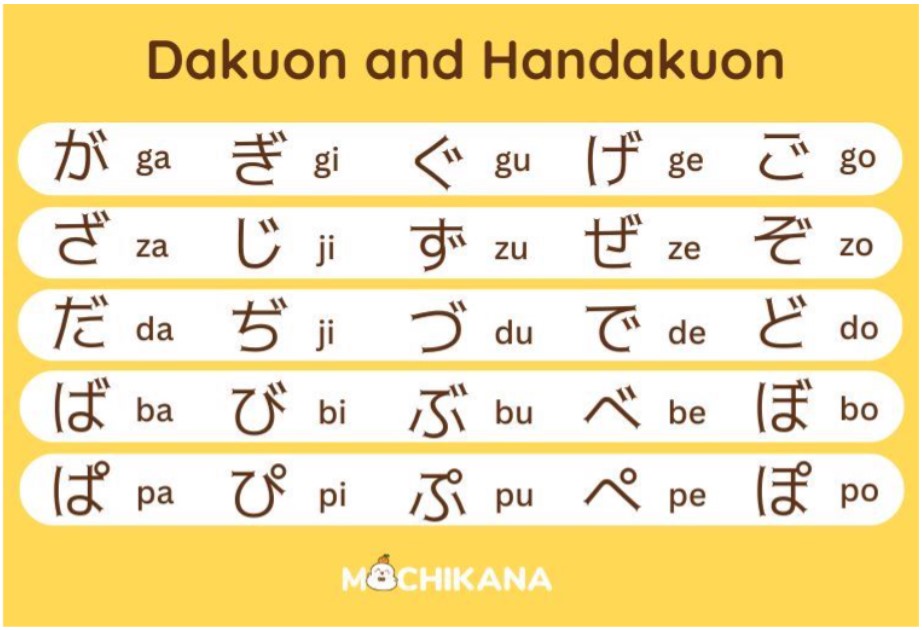 Dakuon and Handakuon
が ga ぎ gi ぐ gu げ ge ご go
ざ za じ ji ず zu ぜ ze ぞ zo
だ da ぢ ji づ du で de ど do
ば ba び bi ぶ bu べ be ぼ bo
ぱ pa ぴ pi ぷ pu ぺ pe ぽ po
MOCHIKANA